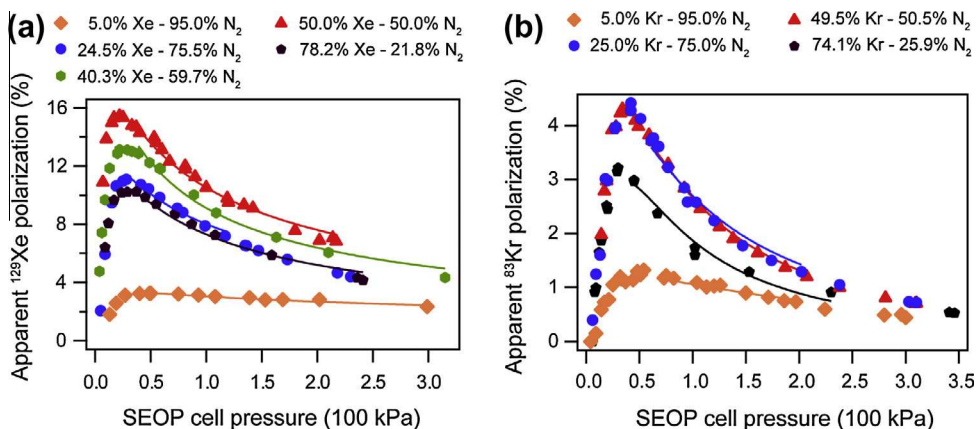 (a)
5.0% Xe - 95.0% N2
50.0% Xe - 50.0% N2
24.5% Xe - 75.5% N2
78.2% Xe - 21.8% N2
40.3% Xe - 59.7% N2
Apparent 129Xe polarization (%)
16
12
8
4
0
0.0 0.5 1.0 1.5 2.0 2.5 3.0
SEOP cell pressure (100 kPa)
(b)
5.0% Kr - 95.0% N2
49.5% Kr - 50.5% N2
25.0% Kr - 75.0% N2
74.1% Kr - 25.9% N2
Apparent 83Kr polarization (%)
4
3
2
1
0
0.0 0.5 1.0 1.5 2.0 2.5 3.0 3.5
SEOP cell pressure (100 kPa)